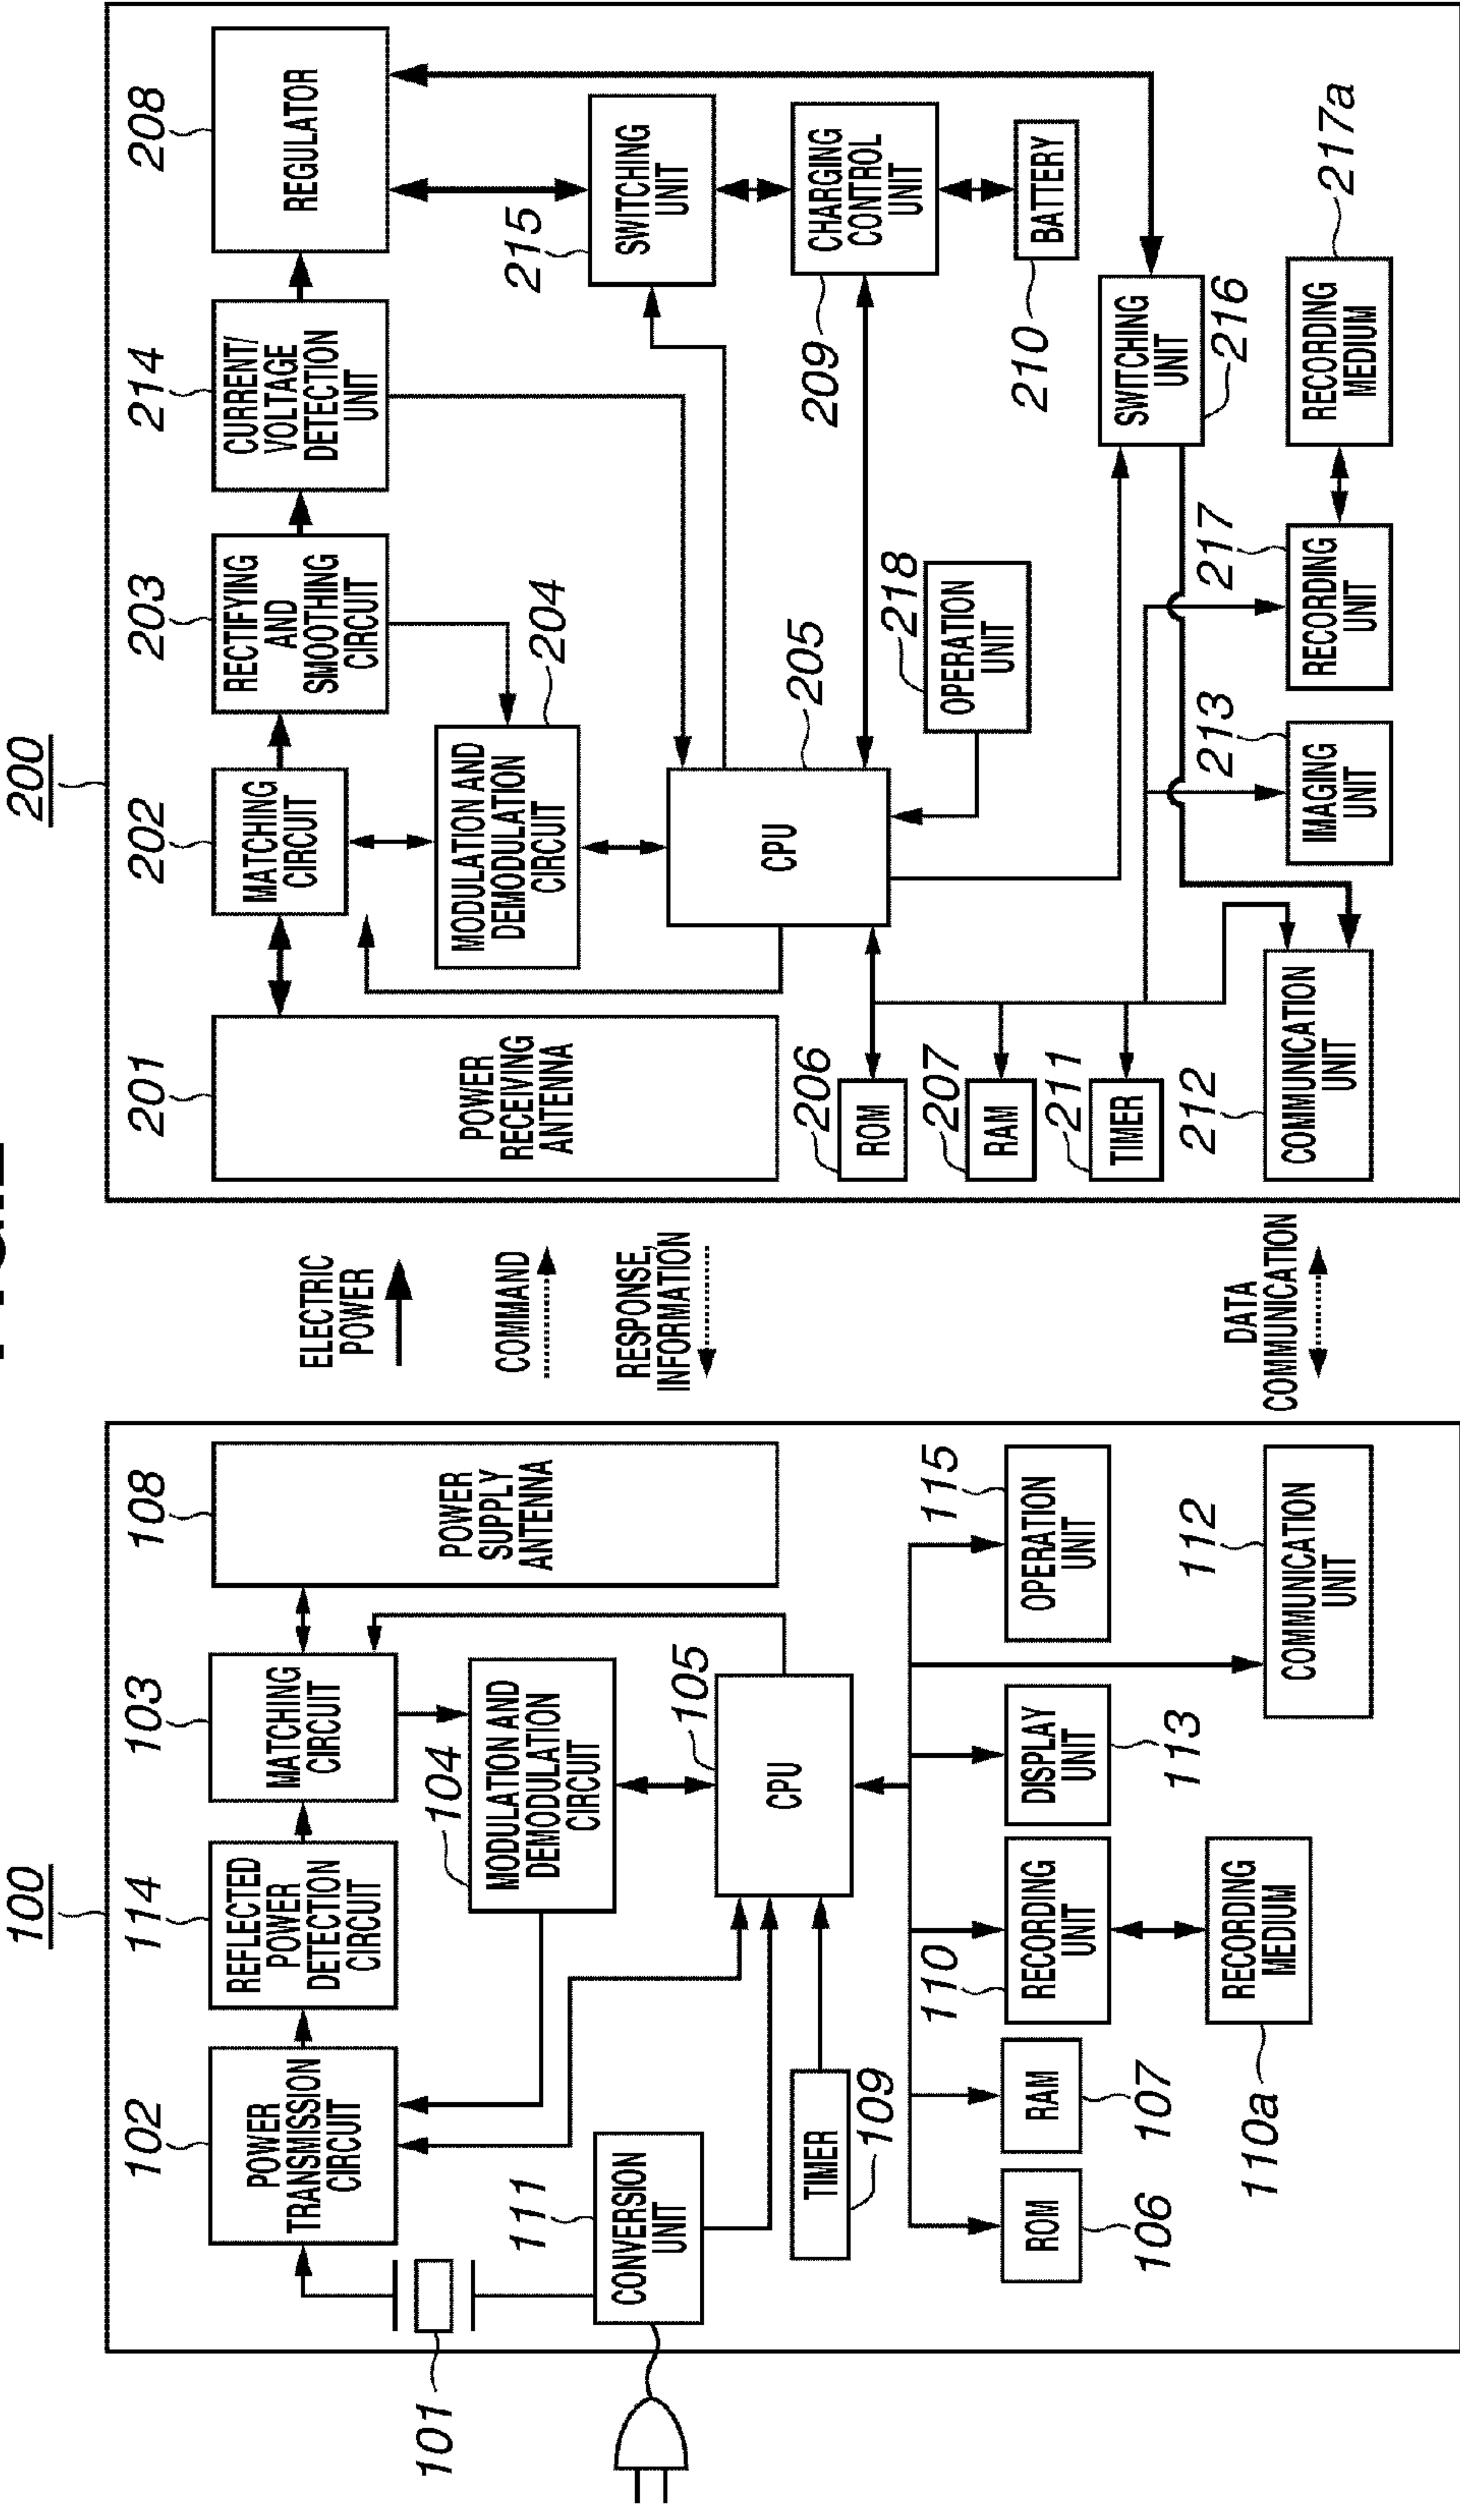 100
102
POWER
TRANSMISSION
CIRCUIT
114
REFLECTED
POWER
DETECTION
CIRCUIT
103
MATCHING
CIRCUIT
108
POWER
SUPPLY
ANTENNA
101
104
MODULATION AND
DEMODULATION
CIRCUIT
111
CONVERSION
UNIT
105
CPU
TIMER
109
ROM
106
RAM
107
110
RECORDING
UNIT
DISPLAY
UNIT
113
115
OPERATION
UNIT
110a
RECORDING
MEDIUM
112
COMMUNICATION
UNIT
ELECTRIC
POWER
COMMAND
RESPONSE,
INFORMATION
DATA
COMMUNICATION
200
201
POWER
RECEIVING
ANTENNA
202
MATCHING
CIRCUIT
203
RECTIFYING
AND
SMOOTHING
CIRCUIT
214
CURRENT/
VOLTAGE
DETECTION
UNIT
208
REGULATOR
MODULATION AND
DEMODULATION
CIRCUIT
204
215
SWITCHING
UNIT
CPU
205
209
CHARGING
CONTROL
UNIT
206
ROM
218
OPERATION
UNIT
207
RAM
210
BATTERY
211
TIMER
SWITCHING
UNIT
216
212
COMMUNICATION
UNIT
213
IMAGING
UNIT
217
RECORDING
UNIT
217a
RECORDING
MEDIUM